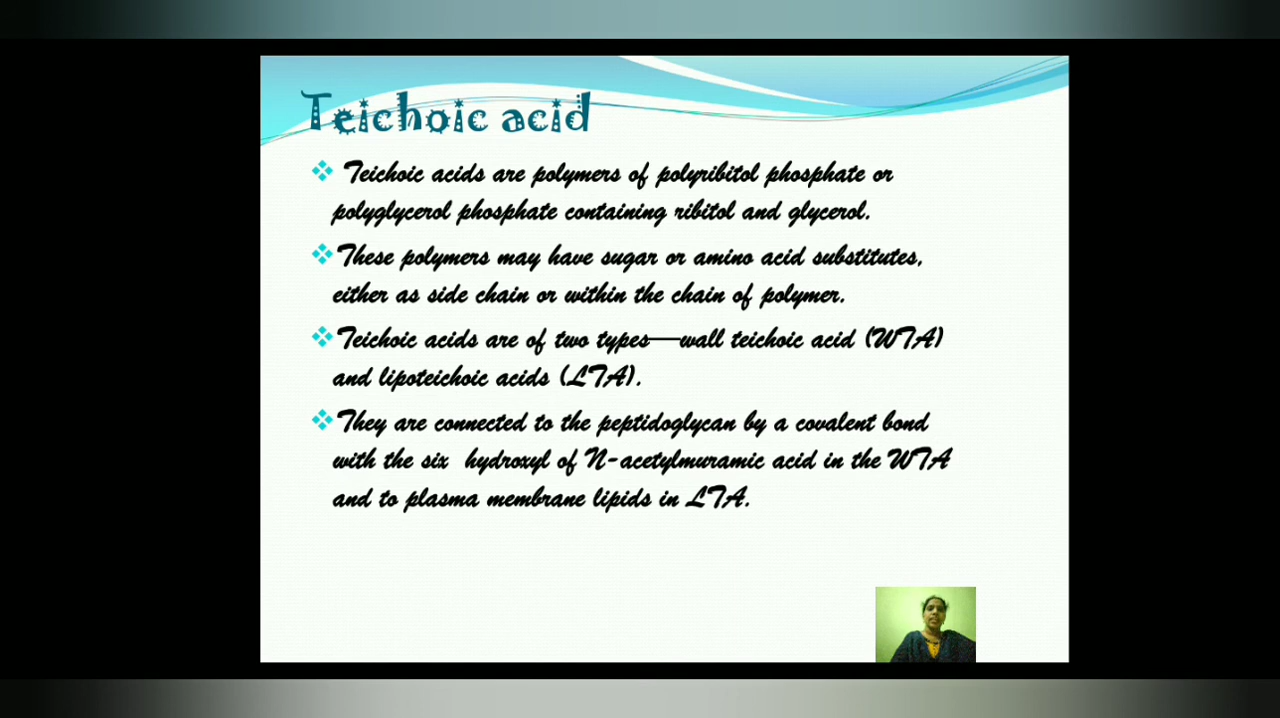 Teichoic acid
Teichoic acids are polymers of polyribitol phosphate or
polyglycerol phosphate containing ribitol and glycerol.
These polymers may have sugar or amino acid substitutes,
either as side chain or within the chain of polymer.
Teichoic acids are of two types—wall teichoic acid (WTA)
and lipoteichoic acids (LTA).
They are connected to the peptidoglycan by a covalent bond
with the six hydroxyl of N-acetylmuramic acid in the WTA
and to plasma membrane lipids in LTA.